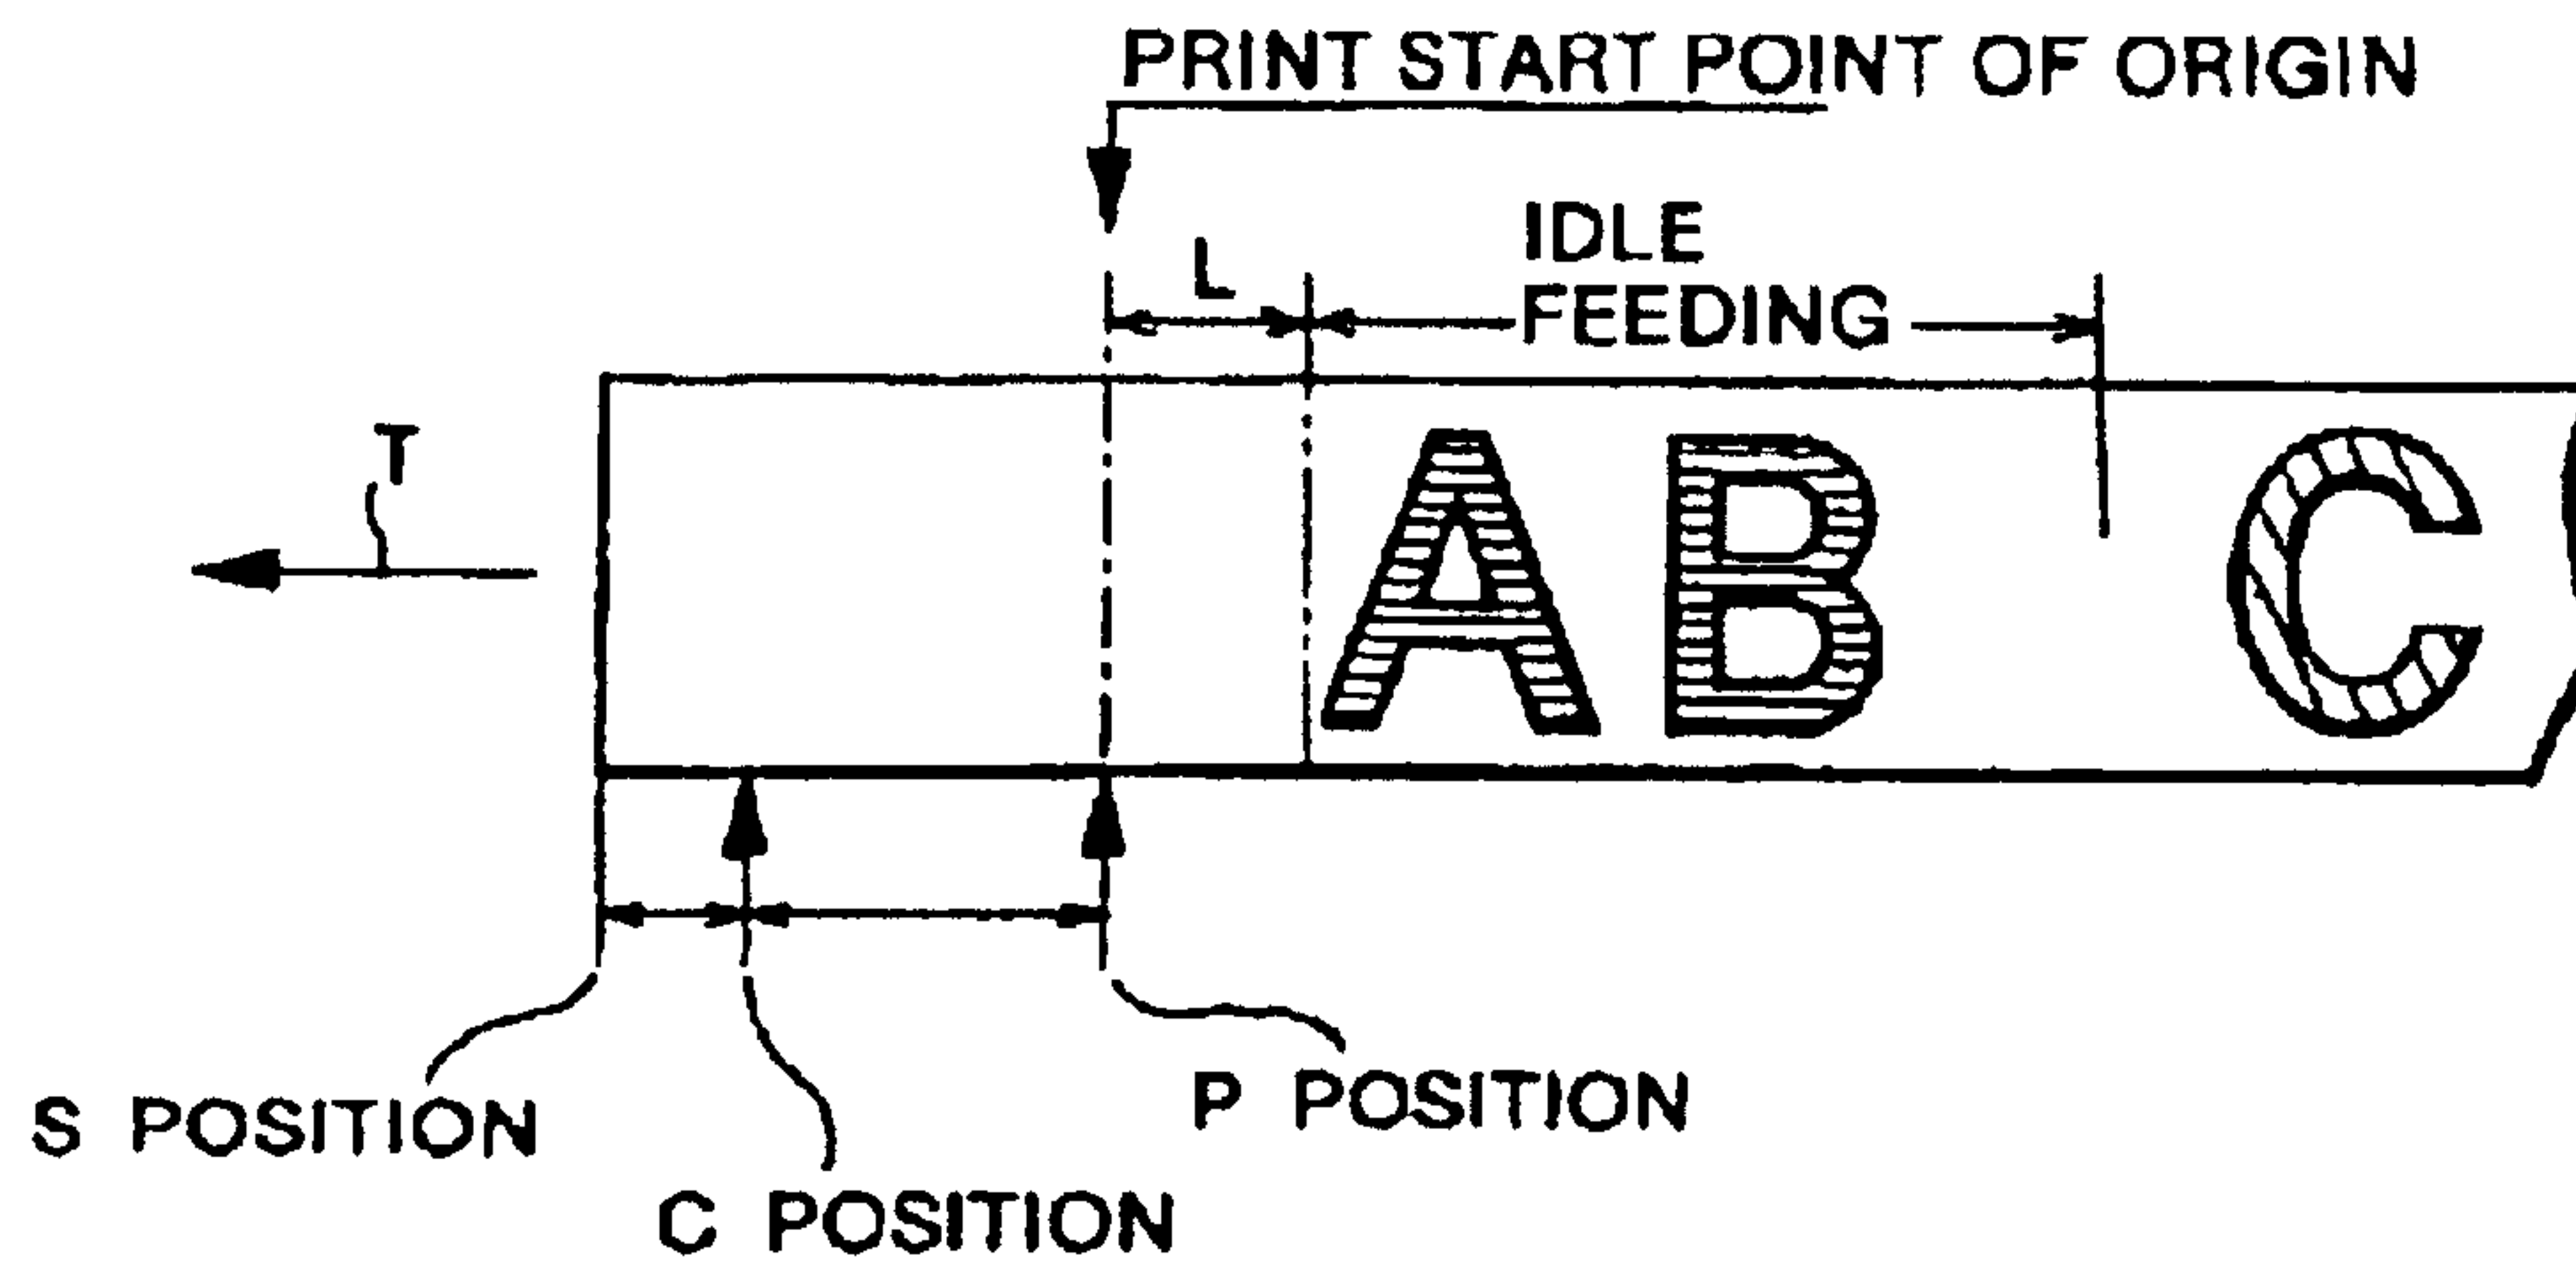 PRINT START POINT OF ORIGIN
L
IDLE
FEEDING
T
AB C
S POSITION
C POSITION
P POSITION